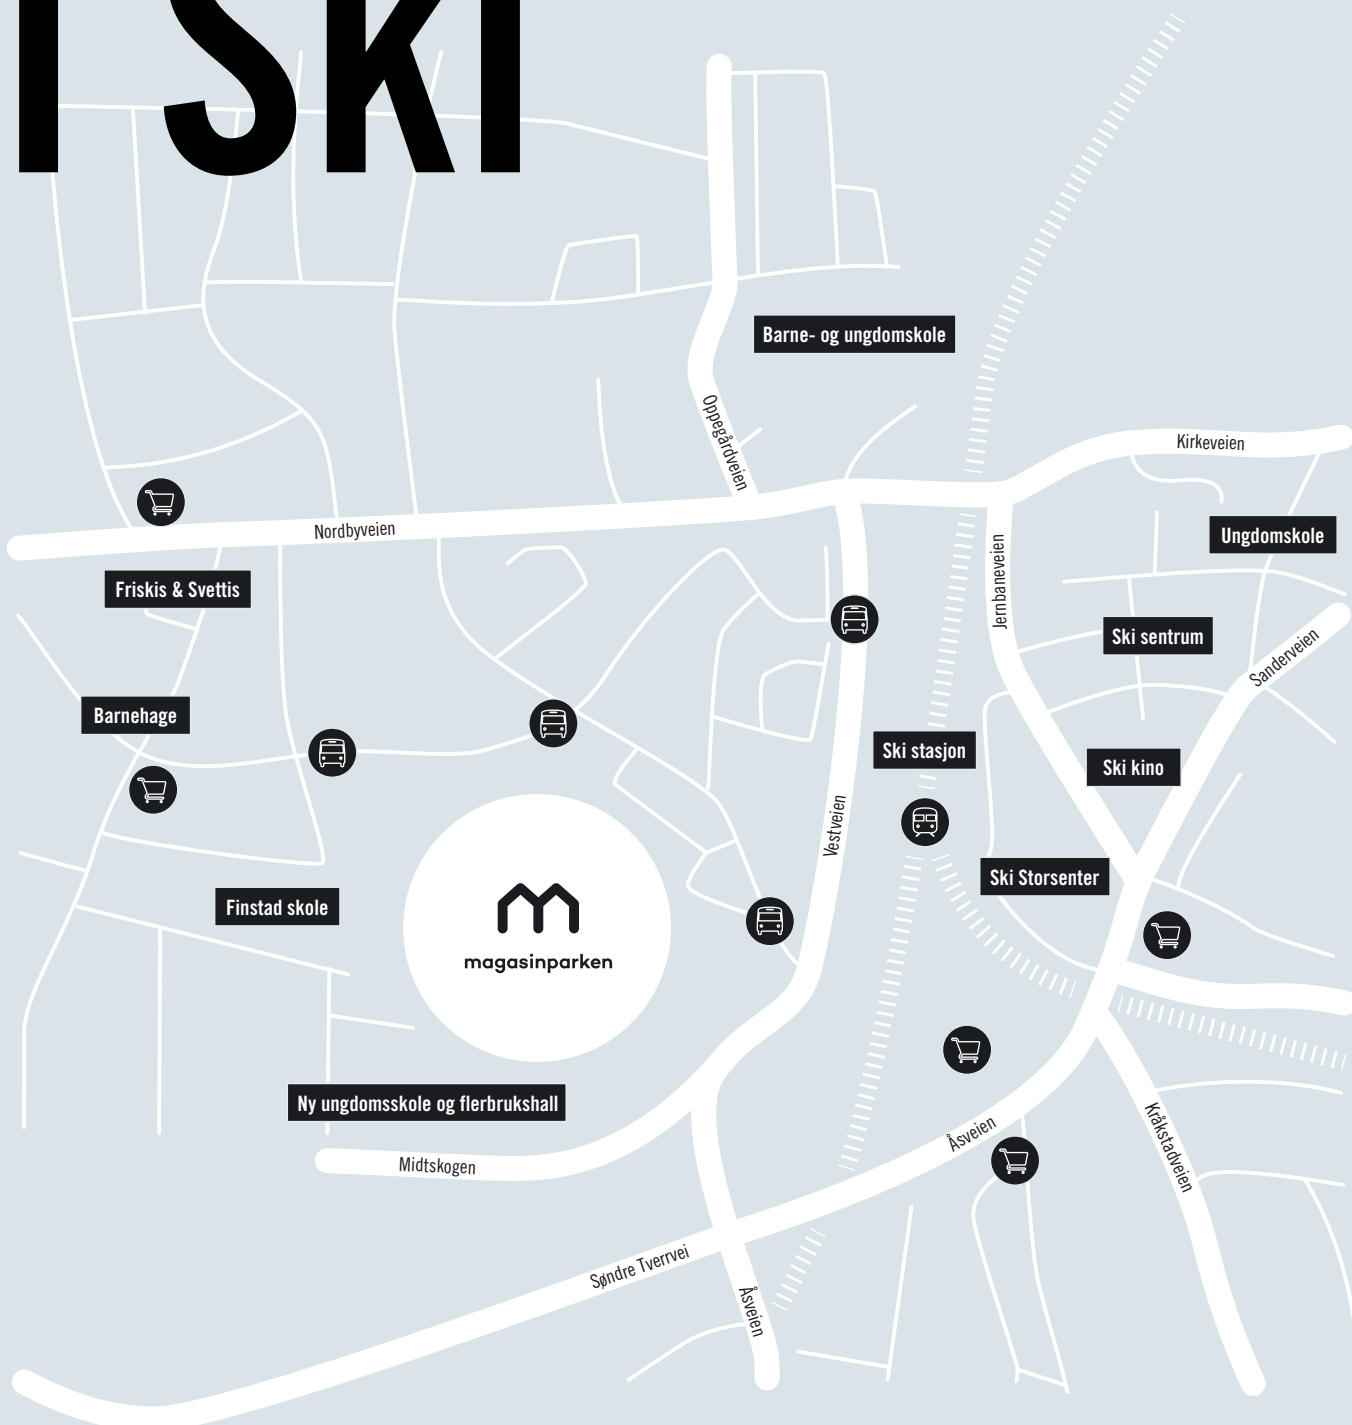 I SKI
Barne- og ungdomskole
Oppegårdveien
Kirkeveien
Nordbyveien
Ungdomskole
Jernbaneveien
Friskis & Svettis
Ski sentrum
Sanderveien
Barnehage
Ski stasjon
Ski kino
Vestveien
Ski Storsenter
Finstad skole
magasinparken
Ny ungdomsskole og flerbrukshall
Åsveien
Kråkstadveien
Midtskogen
Søndre Tverrvei
Åsveien